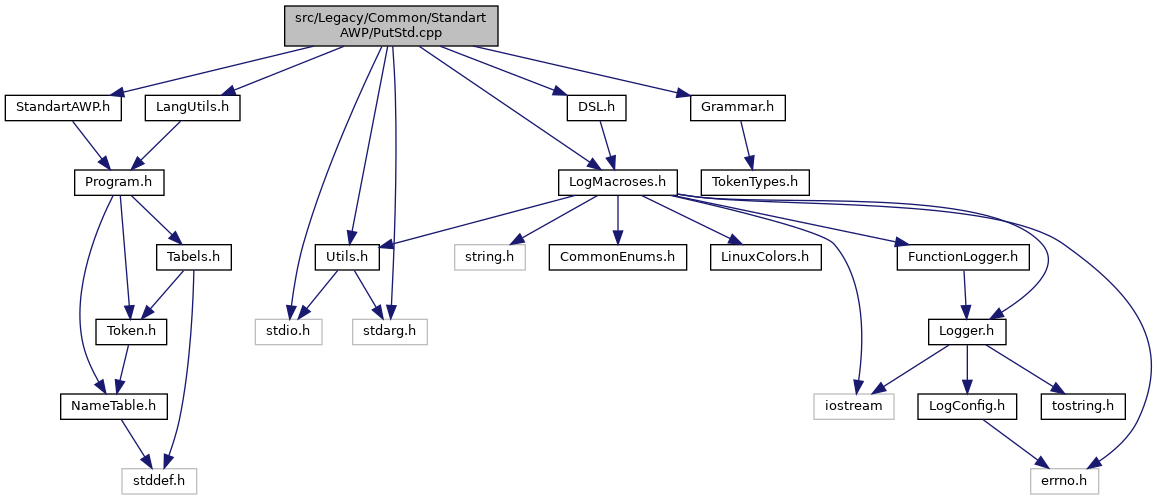 src/Legacy/Common/Standart
AWP/PutStd.cpp
StandartAWP.h
LangUtils.h
DSL.h
Grammar.h
Program.h
LogMacroses.h
TokenTypes.h
Tabels.h
Utils.h
string.h
CommonEnums.h
LinuxColors.h
FunctionLogger.h
Token.h
stdio.h
stdarg.h
Logger.h
NameTable.h
iostream
LogConfig.h
tostring.h
stddef.h
errno.h